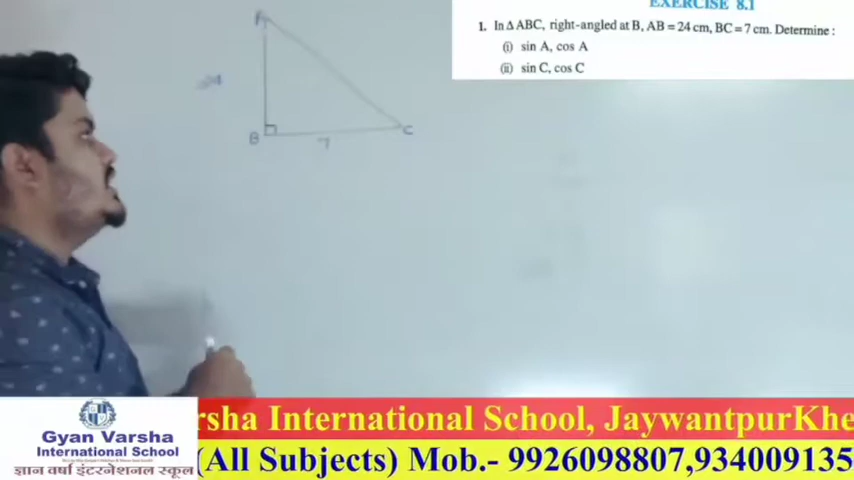 EXERCISE 8.1
1. In Δ ABC, right-angled at B, AB = 24 cm, BC = 7 cm. Determine :
(i) sin A, cos A
(ii) sin C, cos C
A
24
B
7
C
rsha International School, JaywantpurKhe
Gyan Varsha
International School
ज्ञान वर्षा इंटरनेशनल स्कूल
(All Subjects) Mob.- 9926098807,934009135